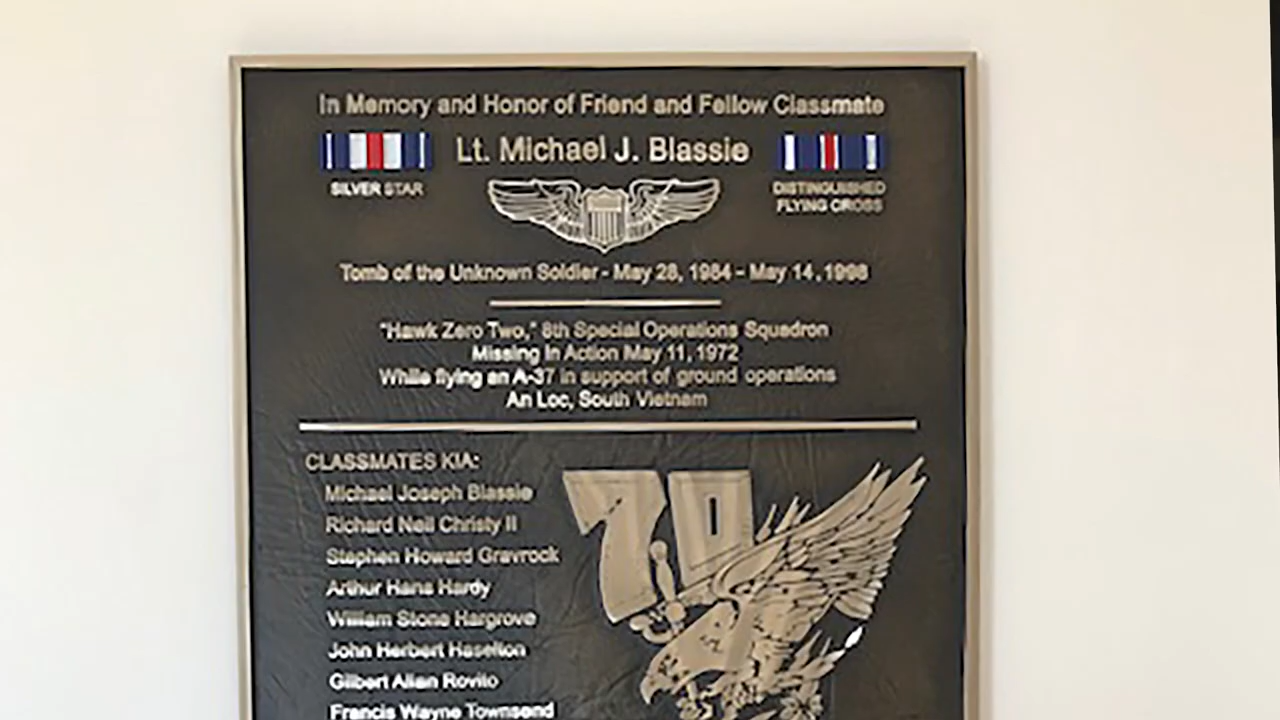 In Memory and Honor of Friend and Fellow Classmate
Lt. Michael J. Blassie
SILVER STAR
DISTINGUISHED
FLYING CROSS
Tomb of the Unknown Soldier - May 28, 1984 - May 14, 1998
"Hawk Zero Two," 8th Special Operations Squadron
Missing In Action May 11, 1972
While flying an A-37 in support of ground operations
An Loc, South Vietnam
CLASSMATES KIA:
Michael Joseph Blassie
Richard Neil Christy II
Stephen Howard Gravrock
Arthur Hans Hardy
William Stone Hargrove
John Herbert Haselton
Gilbert Allan Rovito
Francis Wayne Townsend
70